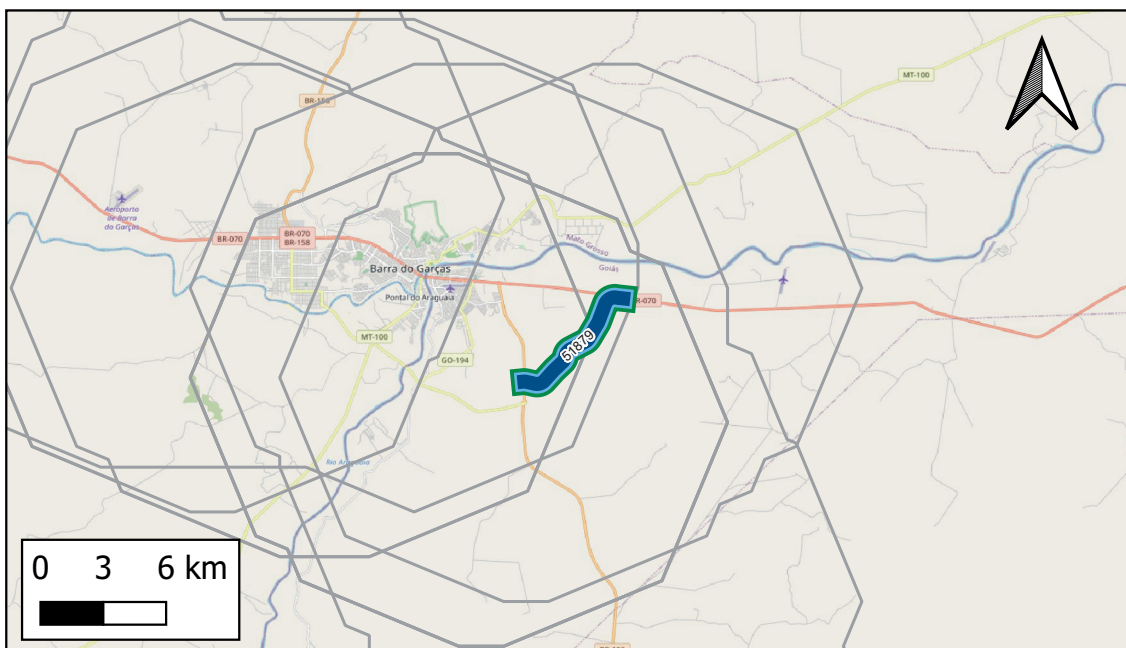 MT-100
BR-158
Aeroporto
de Barra
do Garças
BR-070
BR-070
BR-158
Mato Grosso
Goiás
Barra do Garças
Pontal do Araguaia
BR-070
51879
MT-100
GO-194
Rio Araguaia
0 3 6 km